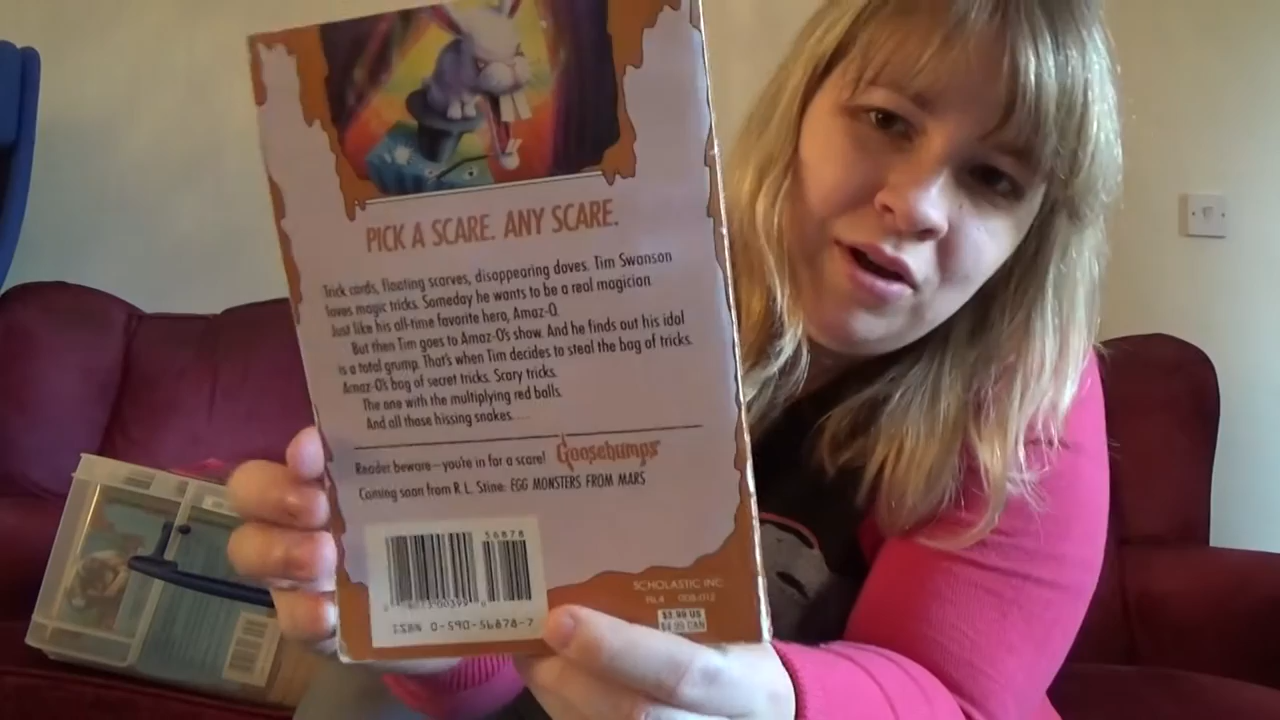 PICK A SCARE. ANY SCARE.
Trick cards, floating scarves, disappearing doves. Tim Swanson
loves magic tricks. Someday he wants to be a real magician.
Just like his all-time favorite hero, Amaz-O.
But then Tim goes to Amaz-O's show. And he finds out his idol
is a total grump. That's when Tim decides to steal the bag of tricks.
Amaz-O's bag of secret tricks. Scary tricks.
The one with the multiplying red balls.
And all those hissing snakes.....
Reader beware—you're in for a scare! Goosebumps
Coming soon from R.L. Stine: EGG MONSTERS FROM MARS
56878
ISBN 0-590-56878-7
SCHOLASTIC INC.
008-012
$3.99 US
$4.99 CAN